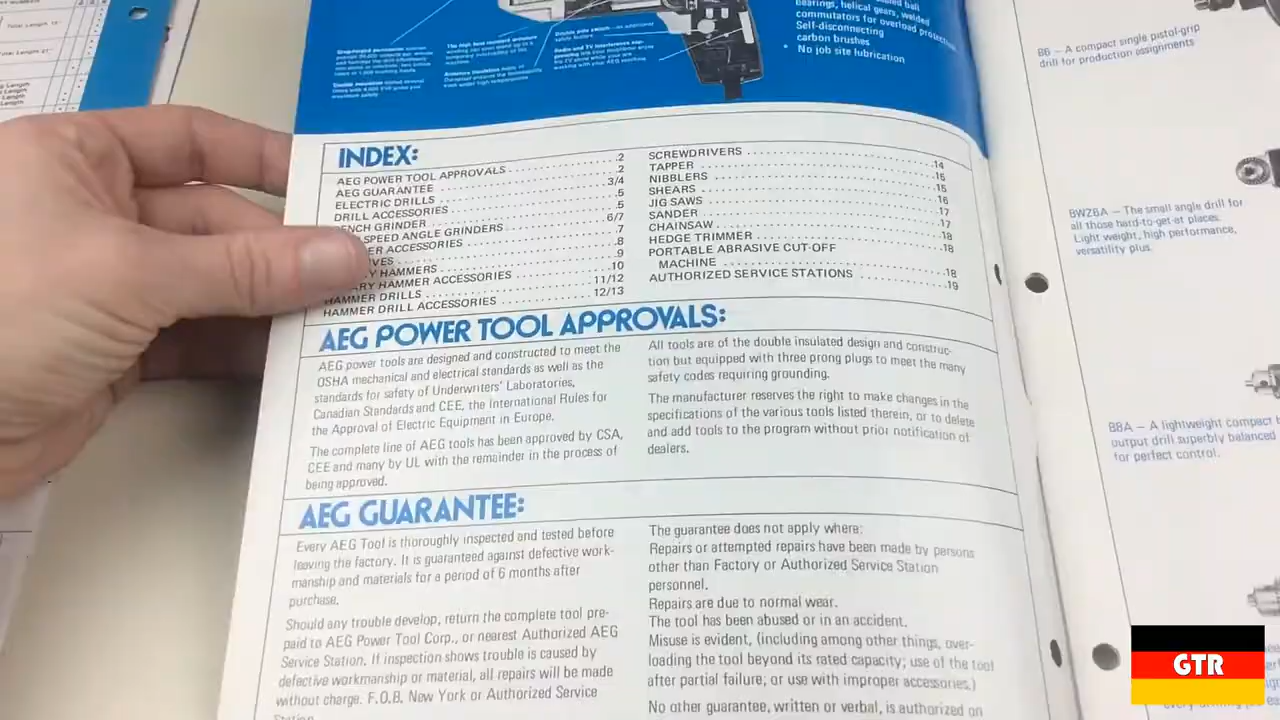 Total Length
Length
bearings, helical gears, welded
commutators for overload protection
Self-disconnecting
carbon brushes
• No job site lubrication
INDEX:
AEG POWER TOOL APPROVALS .2
AEG GUARANTEE .2
ELECTRIC DRILLS 3/4
DRILL ACCESSORIES .5
ENCH GRINDER .5
SPEED ANGLE GRINDERS 6/7
ER ACCESSORIES .7
VES .8
Y HAMMERS .9
ARY HAMMER ACCESSORIES .10
HAMMER DRILLS 11/12
HAMMER DRILL ACCESSORIES 12/13
SCREWDRIVERS .14
TAPPER .15
NIBBLERS .15
SHEARS .15
JIG SAWS .16
SANDER .17
CHAINSAW .17
HEDGE TRIMMER .18
PORTABLE ABRASIVE CUT-OFF
MACHINE .18
AUTHORIZED SERVICE STATIONS .19
AEG POWER TOOL APPROVALS:
AEG power tools are designed and constructed to meet the
OSHA mechanical and electrical standards as well as the
standards for safety of Underwriters' Laboratories,
Canadian Standards and CEE, the International Rules for
the Approval of Electric Equipment in Europe.
The complete line of AEG tools has been approved by CSA,
CEE and many by UL with the remainder in the process of
being approved.
All tools are of the double insulated design and construc-
tion but equipped with three prong plugs to meet the many
safety codes requiring grounding.
The manufacturer reserves the right to make changes in the
specifications of the various tools listed therein, or to delete
and add tools to the program without prior notification of
dealers.
AEG GUARANTEE:
Every AEG Tool is thoroughly inspected and tested before
leaving the factory. It is guaranteed against defective work-
manship and materials for a period of 6 months after
purchase.
Should any trouble develop, return the complete tool pre-
paid to AEG Power Tool Corp., or nearest Authorized AEG
Service Station. If inspection shows trouble is caused by
defective workmanship or material, all repairs will be made
without charge. F.O.B. New York or Authorized Service
Station.
The guarantee does not apply where:
Repairs or attempted repairs have been made by persons
other than Factory or Authorized Service Station
personnel.
Repairs are due to normal wear.
The tool has been abused or in an accident.
Misuse is evident, (including among other things, over-
loading the tool beyond its rated capacity; use of the tool
after partial failure; or use with improper accessories.)
No other guarantee, written or verbal, is authorized on
B6 — A compact single pistol-grip
drill for production assignments
BW28A — The small angle drill for
all those hard-to-get-at places.
Light weight, high performance,
versatility plus.
B8A — A lightweight compact
output drill superbly balanced
for perfect control.
GTR